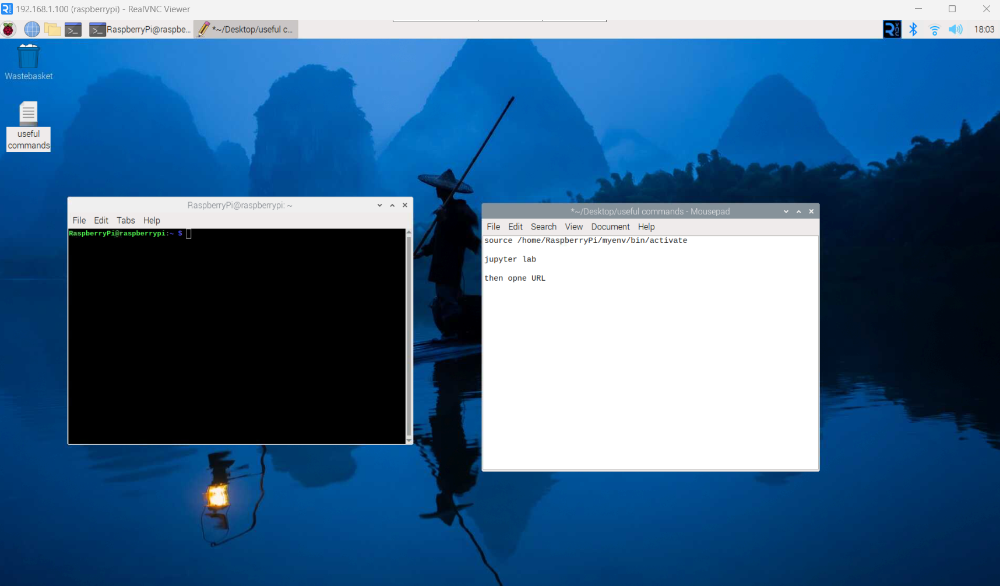 192.168.1.100 (raspberrypi) - RealVNC Viewer
RaspberryPi@raspbe...
*~/Desktop/useful c...
18:03
Wastebasket
useful
commands
RaspberryPi@raspberrypi: ~
File Edit Tabs Help
RaspberryPi@raspberrypi:~ $
*~/Desktop/useful commands - Mousepad
File Edit Search View Document Help
source /home/RaspberryPi/myenv/bin/activate
jupyter lab
then opne URL